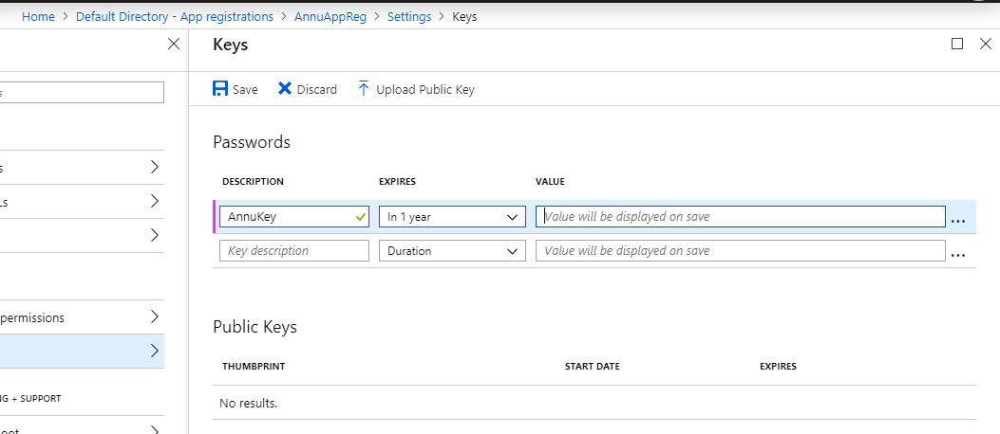 Home > Default Directory - App registrations > AnnuAppReg > Settings > Keys
Keys
Save Discard Upload Public Key
Passwords
DESCRIPTION EXPIRES VALUE
AnnuKey In 1 year Value will be displayed on save ...
Key description Duration Value will be displayed on save ...
permissions
Public Keys
THUMBPRINT START DATE EXPIRES
+ SUPPORT
No results.